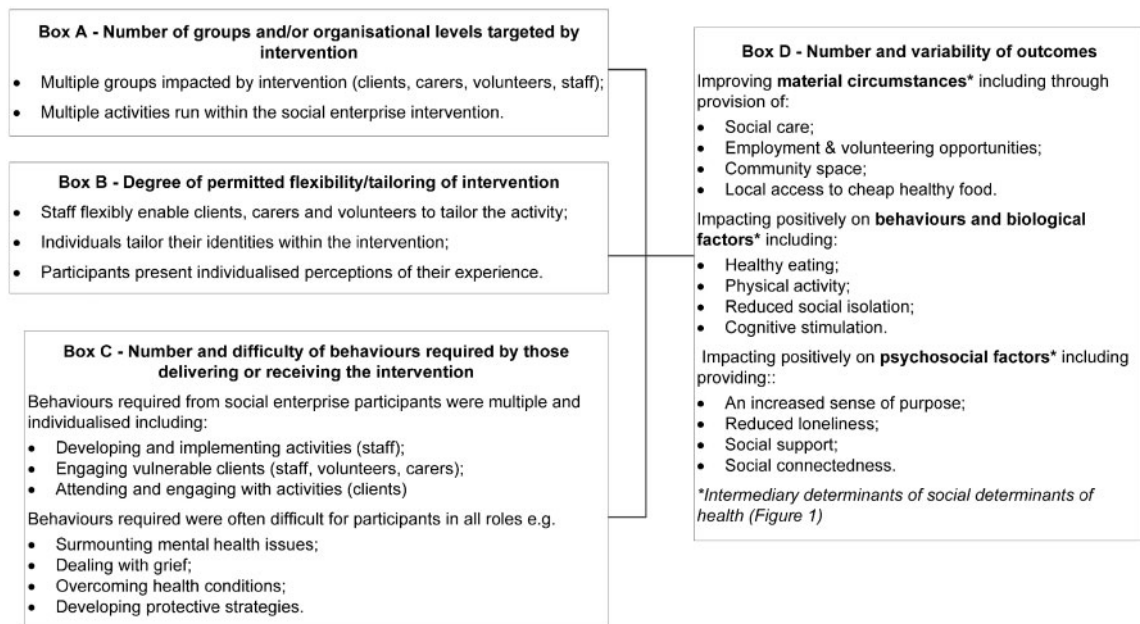 Box A - Number of groups and/or organisational levels targeted by
intervention
• Multiple groups impacted by intervention (clients, carers, volunteers, staff);
• Multiple activities run within the social enterprise intervention.
Box B - Degree of permitted flexibility/tailoring of intervention
• Staff flexibly enable clients, carers and volunteers to tailor the activity;
• Individuals tailor their identities within the intervention;
• Participants present individualised perceptions of their experience.
Box C - Number and difficulty of behaviours required by those
delivering or receiving the intervention
Behaviours required from social enterprise participants were multiple and
individualised including:
• Developing and implementing activities (staff);
• Engaging vulnerable clients (staff, volunteers, carers);
• Attending and engaging with activities (clients)
Behaviours required were often difficult for participants in all roles e.g.
• Surmounting mental health issues;
• Dealing with grief;
• Overcoming health conditions;
• Developing protective strategies.
Box D - Number and variability of outcomes
Improving material circumstances* including through
provision of:
• Social care;
• Employment & volunteering opportunities;
• Community space;
• Local access to cheap healthy food.
Impacting positively on behaviours and biological
factors* including:
• Healthy eating;
• Physical activity;
• Reduced social isolation;
• Cognitive stimulation.
Impacting positively on psychosocial factors* including
providing::
• An increased sense of purpose;
• Reduced loneliness;
• Social support;
• Social connectedness.
*Intermediary determinants of social determinants of
health (Figure 1)